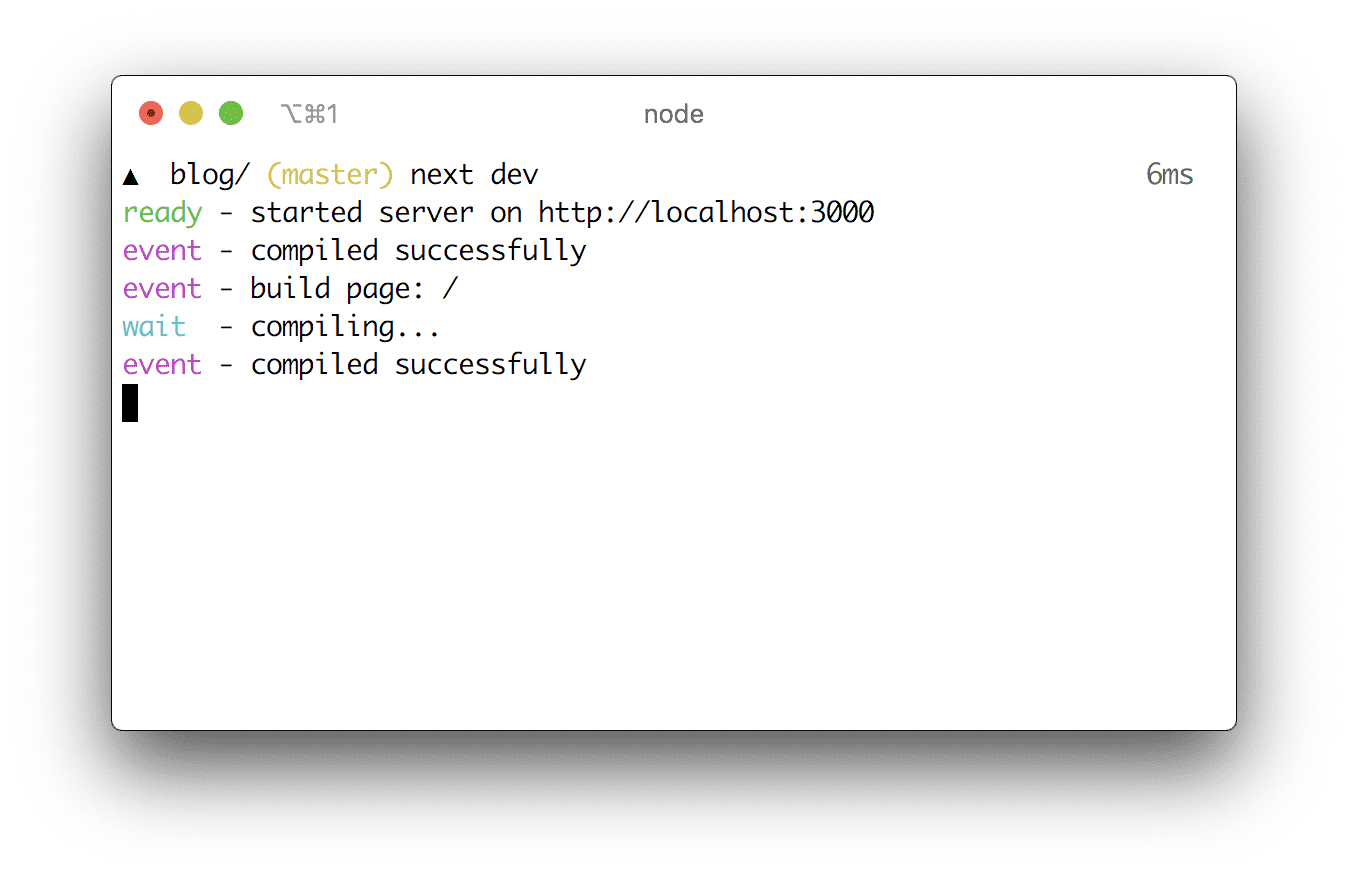 ⌥⌘1 node
▲ blog/ (master) next dev 6ms
ready - started server on http://localhost:3000
event - compiled successfully
event - build page: /
wait  - compiling...
event - compiled successfully